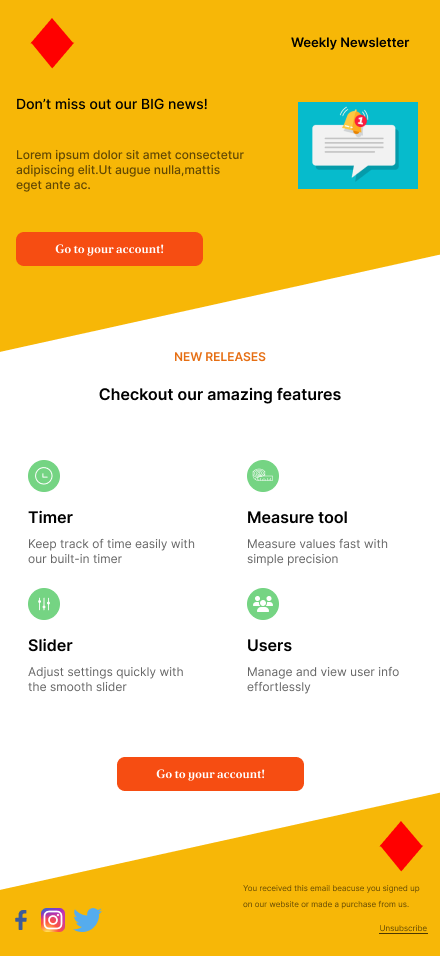 Weekly Newsletter
Don't miss out our BIG news!
1
Lorem ipsum dolor sit amet consectetur
adipiscing elit.Ut augue nulla,mattis
eget ante ac.
Go to your account!
NEW RELEASES
Checkout our amazing features
Timer
Keep track of time easily with
our built-in timer
Measure tool
Measure values fast with
simple precision
Slider
Adjust settings quickly with
the smooth slider
Users
Manage and view user info
effortlessly
Go to your account!
You received this email beacuse you signed up
on our website or made a purchase from us.
Unsubscribe